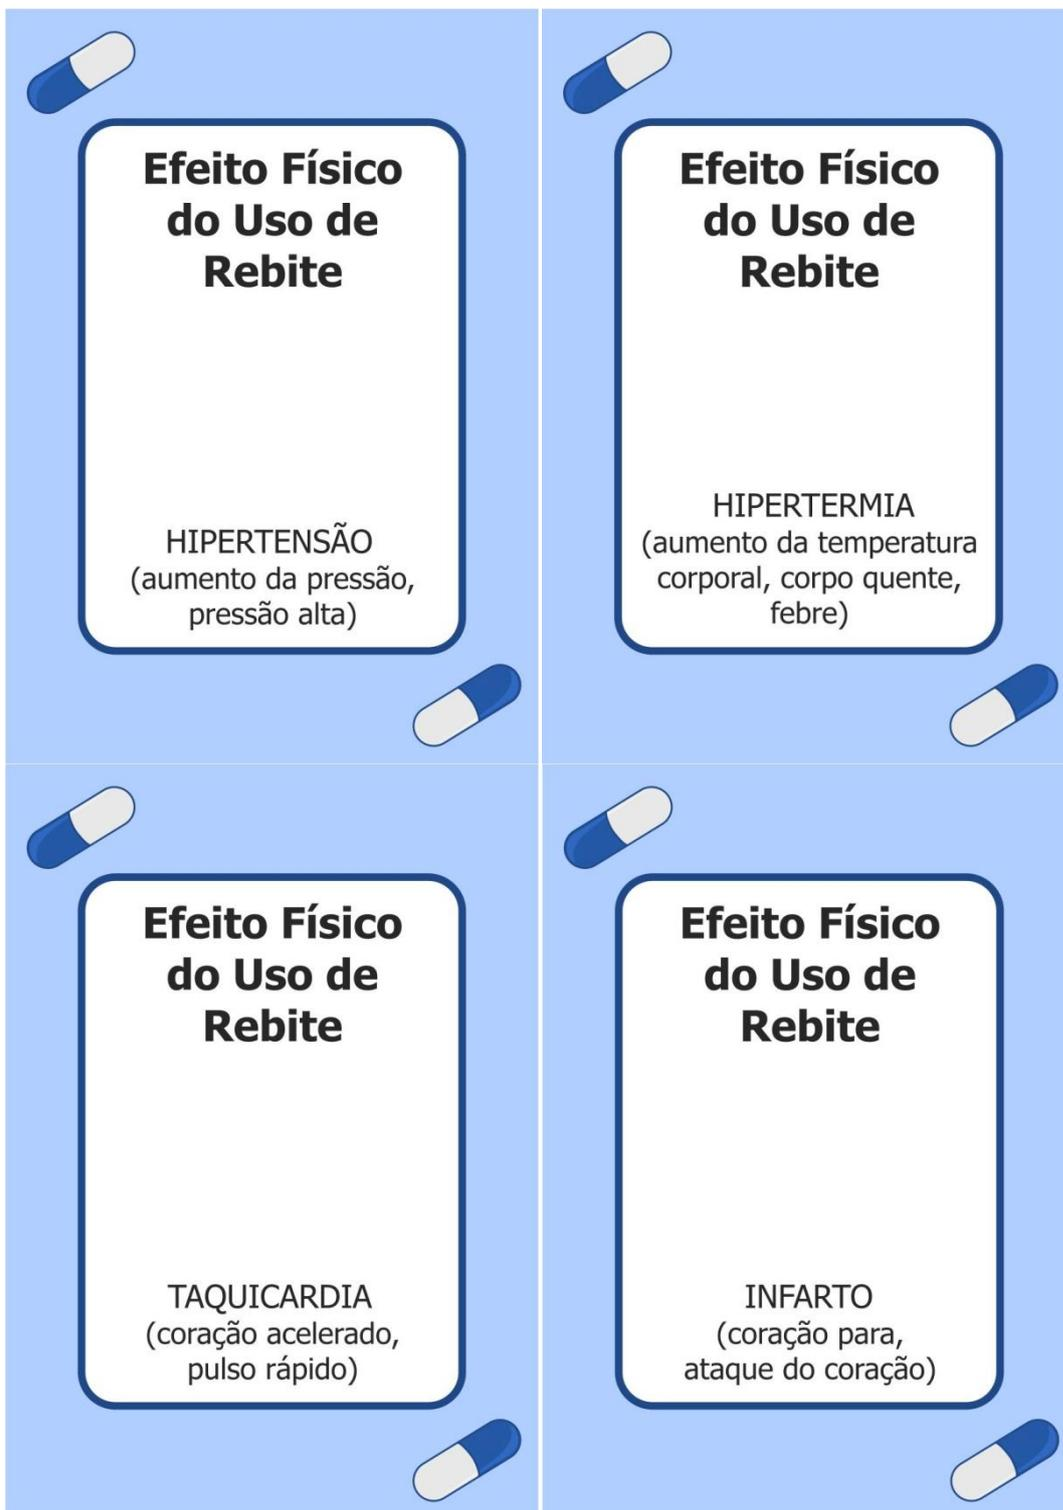 Efeito Físico
do Uso de
Rebite
HIPERTENSÃO
(aumento da pressão,
pressão alta)
Efeito Físico
do Uso de
Rebite
HIPERTERMIA
(aumento da temperatura
corporal, corpo quente,
febre)
Efeito Físico
do Uso de
Rebite
TAQUICARDIA
(coração acelerado,
pulso rápido)
Efeito Físico
do Uso de
Rebite
INFARTO
(coração para,
ataque do coração)